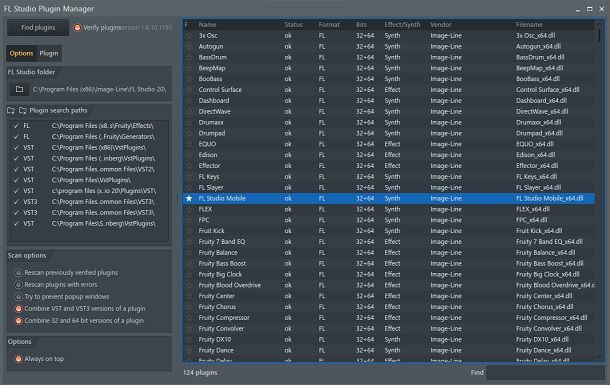 FL Studio Plugin Manager
Find plugins
Verify plugins
ersion 1.6.10.1193
Options Plugin
FL Studio folder
C:\Program Files (x86)\Image-Line\FL Studio 20\
Plugin search paths
FL C:\Program Files (x8..s\Fruity\Effects\
FL C:\Program Files (..Fruity\Generators\
VST C:\Program Files (x86)\VstPlugins\
VST C:\Program Files (..inberg\VstPlugins\
VST C:\Program Files..ommon Files\VST2\
VST C:\Program Files\VstPlugins\
VST C:\program files (x..io 20\Plugins\VST\
VST3 C:\Program Files..ommon Files\VST3\
VST3 C:\Program Files..ommon Files\VST3\
VST C:\Program Files\S..nberg\VstPlugins\
Scan options
Rescan previously verified plugins
Rescan plugins with errors
Try to prevent popup windows
Combine VST and VST3 versions of a plugin
Combine 32 and 64 bit versions of a plugin
Options
Always on top
F Name Status Format Bits Effect/Synth Vendor Filename
3x Osc ok FL 32+64 Synth Image-Line 3x Osc_x64.dll
Autogun ok FL 32+64 Synth Image-Line Autogun_x64.dll
BassDrum ok FL 32+64 Synth Image-Line BassDrum_x64.dll
BeepMap ok FL 32+64 Synth Image-Line BeepMap_x64.dll
BooBass ok FL 32+64 Synth Image-Line BooBass_x64.dll
Control Surface ok FL 32+64 Effect Image-Line Control Surface_x64.dll
Dashboard ok FL 32+64 Synth Image-Line Dashboard_x64.dll
DirectWave ok FL 32+64 Synth Image-Line DirectWave_x64.dll
Drumaxx ok FL 32+64 Synth Image-Line Drumaxx_x64.dll
Drumpad ok FL 32+64 Synth Image-Line Drumpad_x64.dll
EQUO ok FL 32+64 Effect Image-Line EQUO_x64.dll
Edison ok FL 32+64 Effect Image-Line Edison_x64.dll
Effector ok FL 32+64 Effect Image-Line Effector_x64.dll
FL Keys ok FL 32+64 Synth Image-Line FL Keys_x64.dll
FL Slayer ok FL 32+64 Synth Image-Line FL Slayer_x64.dll
FL Studio Mobile ok FL 32+64 Synth Image-Line FL Studio Mobile_x64.dll
FLEX ok FL 32+64 Synth Image-Line FLEX_x64.dll
FPC ok FL 32+64 Synth Image-Line FPC_x64.dll
Fruit Kick ok FL 32+64 Synth Image-Line Fruit Kick_x64.dll
Fruity 7 Band EQ ok FL 32+64 Effect Image-Line Fruity 7 Band EQ_x64.dll
Fruity Balance ok FL 32+64 Effect Image-Line Fruity Balance_x64.dll
Fruity Bass Boost ok FL 32+64 Effect Image-Line Fruity Bass Boost_x64.dll
Fruity Big Clock ok FL 32+64 Effect Image-Line Fruity Big Clock_x64.dll
Fruity Blood Overdrive ok FL 32+64 Effect Image-Line Fruity Blood Overdrive_x64.dll
Fruity Center ok FL 32+64 Effect Image-Line Fruity Center_x64.dll
Fruity Chorus ok FL 32+64 Effect Image-Line Fruity Chorus_x64.dll
Fruity Compressor ok FL 32+64 Effect Image-Line Fruity Compressor_x64.dll
Fruity Convolver ok FL 32+64 Effect Image-Line Fruity Convolver_x64.dll
Fruity DX10 ok FL 32+64 Synth Image-Line Fruity DX10_x64.dll
Fruity Dance ok FL 32+64 Synth Image-Line Fruity Dance_x64.dll
Fruity Delay ok FL 32+64 Effect Image-Line Fruity Delay_x64.dll
124 plugins
Find